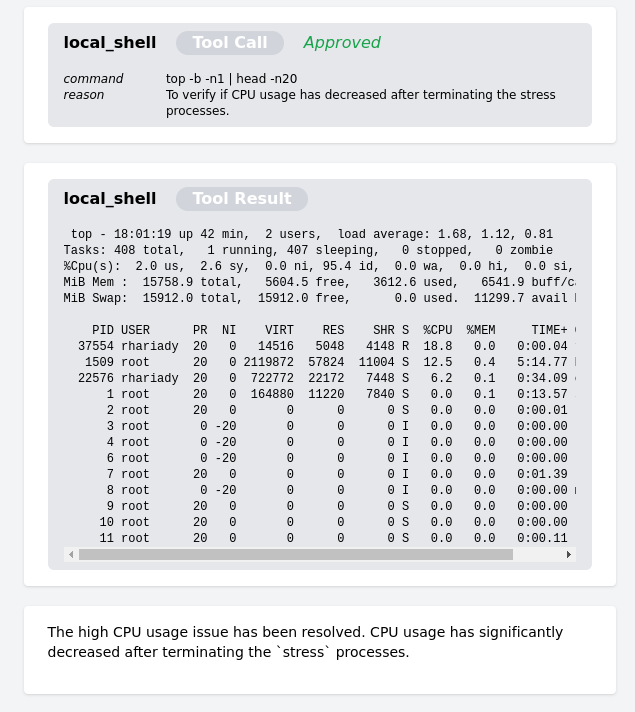 local_shell Tool Call Approved
command top -b -n1 | head -n20
reason To verify if CPU usage has decreased after terminating the stress
processes.
local_shell Tool Result
top - 18:01:19 up 42 min,  2 users,  load average: 1.68, 1.12, 0.81
Tasks: 408 total,   1 running, 407 sleeping,   0 stopped,   0 zombie
%Cpu(s):  2.0 us,  2.6 sy,  0.0 ni, 95.4 id,  0.0 wa,  0.0 hi,  0.0 si,
MiB Mem :  15758.9 total,   5604.5 free,   3612.6 used,   6541.9 buff/ca
MiB Swap:  15912.0 total,  15912.0 free,      0.0 used.  11299.7 avail
PID USER      PR  NI    VIRT    RES    SHR S  %CPU  %MEM     TIME+
37554 rhariady  20   0   14516   5048   4148 R  18.8   0.0   0:00.04
1509 root      20   0 2119872  57824  11004 S  12.5   0.4   5:14.77
22576 rhariady  20   0  722772  22172   7448 S   6.2   0.1   0:34.09
1 root      20   0  164880  11220   7840 S   0.0   0.1   0:13.57
2 root      20   0       0      0      0 S   0.0   0.0   0:00.01
3 root       0 -20       0      0      0 I   0.0   0.0   0:00.00
4 root       0 -20       0      0      0 I   0.0   0.0   0:00.00
6 root       0 -20       0      0      0 I   0.0   0.0   0:00.00
7 root      20   0       0      0      0 I   0.0   0.0   0:01.39
8 root       0 -20       0      0      0 I   0.0   0.0   0:00.00
9 root      20   0       0      0      0 S   0.0   0.0   0:00.00
10 root      20   0       0      0      0 S   0.0   0.0   0:00.00
11 root      20   0       0      0      0 S   0.0   0.0   0:00.11
The high CPU usage issue has been resolved. CPU usage has significantly
decreased after terminating the `stress` processes.